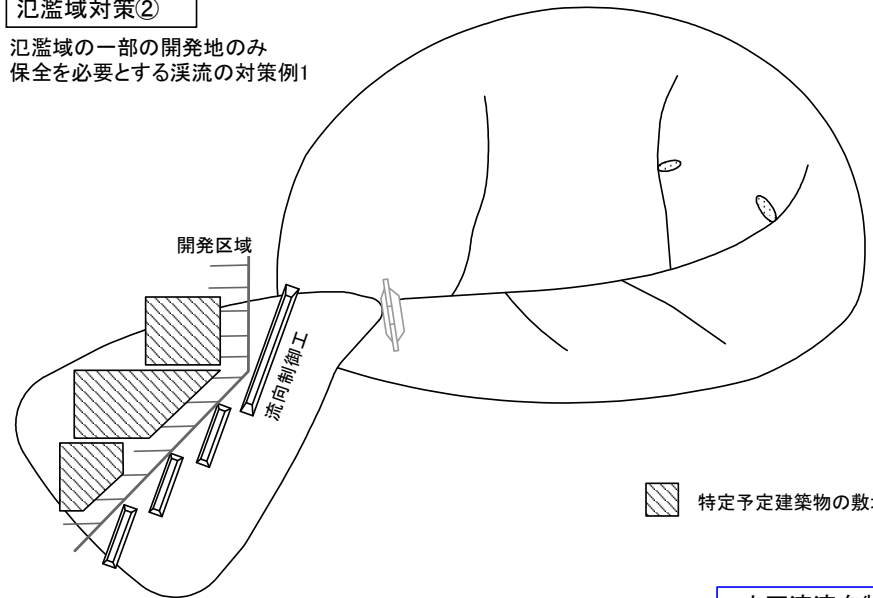 氾濫域対策②
氾濫域の一部の開発地のみ
保全を必要とする渓流の対策例1
開発区域
流向制御工
特定予定建築物の敷